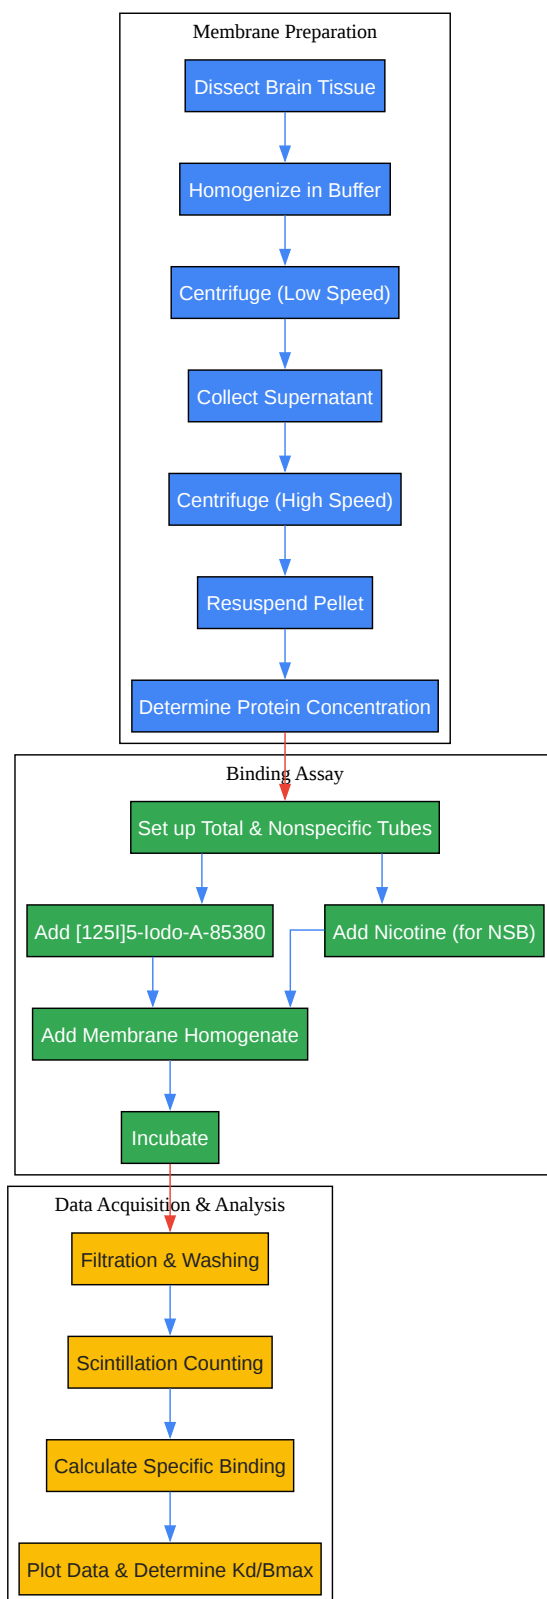 Membrane Preparation
Dissect Brain Tissue
Homogenize in Buffer
Centrifuge (Low Speed)
Collect Supernatant
Centrifuge (High Speed)
Resuspend Pellet
Determine Protein Concentration
Binding Assay
Set up Total & Nonspecific Tubes
Add [125I]5-Iodo-A-85380
Add Nicotine (for NSB)
Add Membrane Homogenate
Incubate
Data Acquisition & Analysis
Filtration & Washing
Scintillation Counting
Calculate Specific Binding
Plot Data & Determine Kd/Bmax